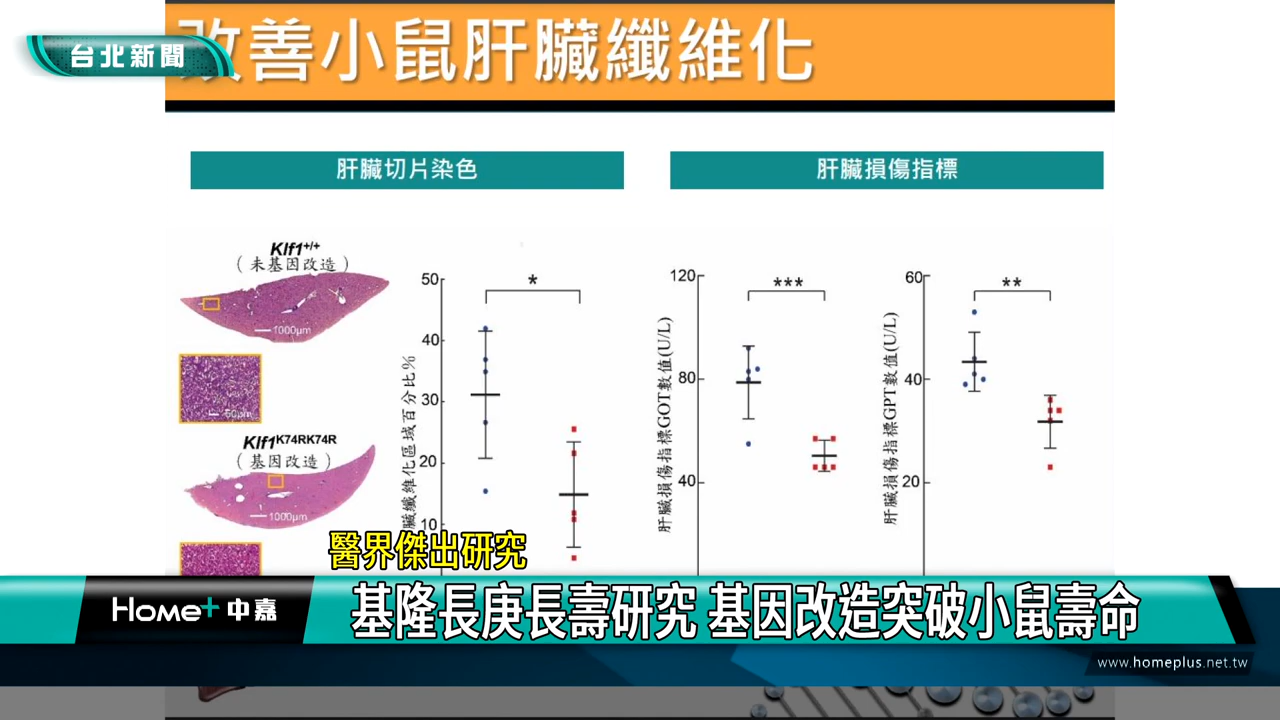 台北新聞
改善小鼠肝臟纖維化
肝臟切片染色
肝臟損傷指標
Klf1+/+
(未基因改造)
1000μm
50μm
Klf1K74RK74R
(基因改造)
1000μm
50
40
30
20
10
臟纖維化區域百分比%
*
120
80
40
肝臟損傷指標GOT數值(U/L)
***
60
40
20
肝臟損傷指標GPT數值(U/L)
**
醫界傑出研究
Home+中嘉
基隆長庚長壽研究 基因改造突破小鼠壽命
www.homeplus.net.tw